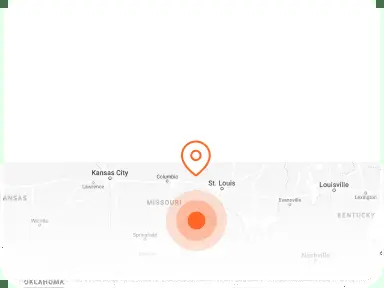 Kansas City
Columbia
Lawrence
St. Louis
Louisville
Evansville
Lexington
ANSAS
MISSOURI
KENTUCKY
Wichita
Springfield
Nashville
OKLAHOMA